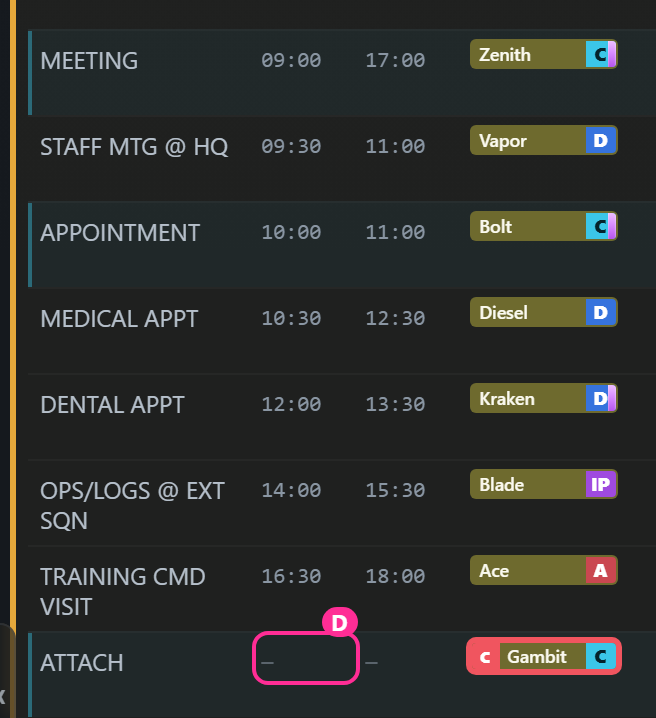 MEETING 09:00 17:00 Zenith C
STAFF MTG @ HQ 09:30 11:00 Vapor D
APPOINTMENT 10:00 11:00 Bolt C
MEDICAL APPT 10:30 12:30 Diesel D
DENTAL APPT 12:00 13:30 Kraken D
OPS/LOGS @ EXT 14:00 15:30 Blade IP
SQN
TRAINING CMD 16:30 18:00 Ace A
VISIT
D
ATTACH — — c Gambit C